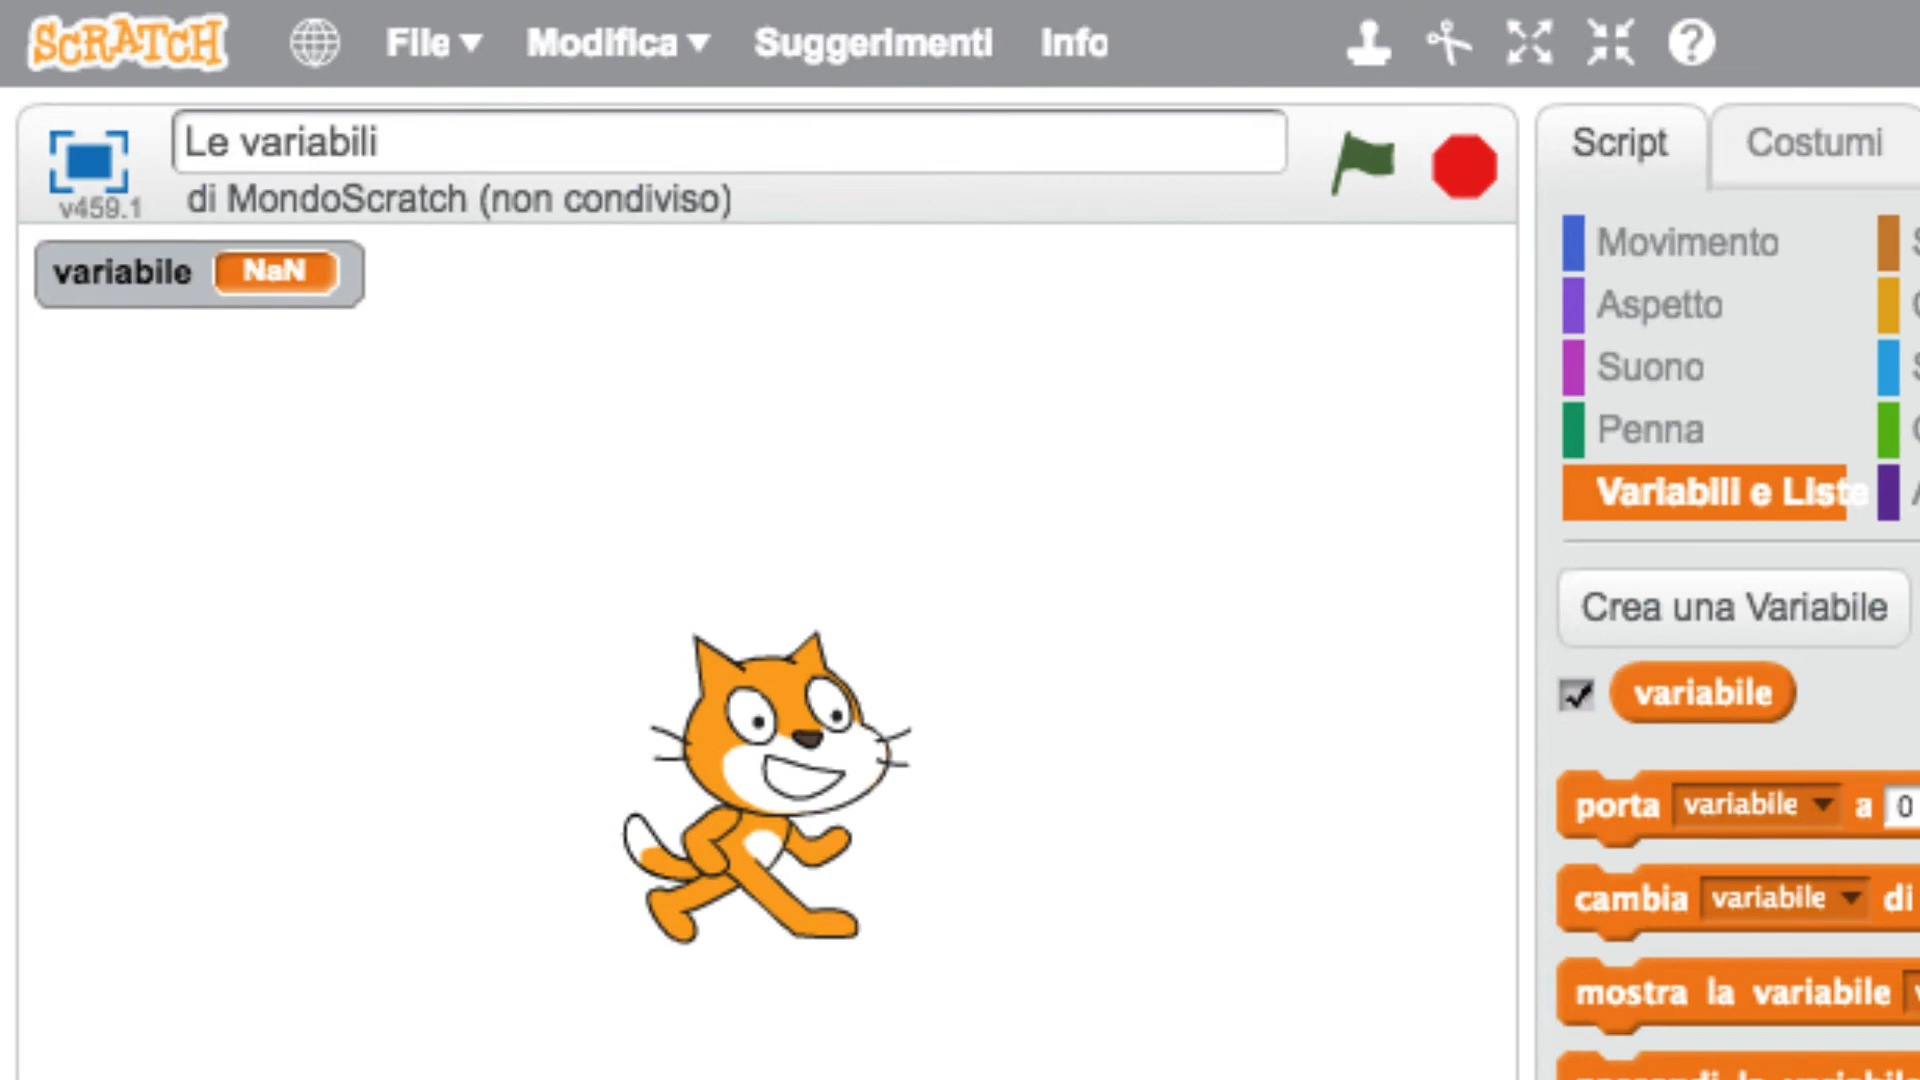 SCRATCH File Modifica Suggerimenti Info
Le variabili
v459.1 di MondoScratch (non condiviso)
variabile NaN
Script Costumi
Movimento
Aspetto
Suono
Penna
Variabili e Liste
Crea una Variabile
variabile
porta variabile a 0
cambia variabile di
mostra la variabile